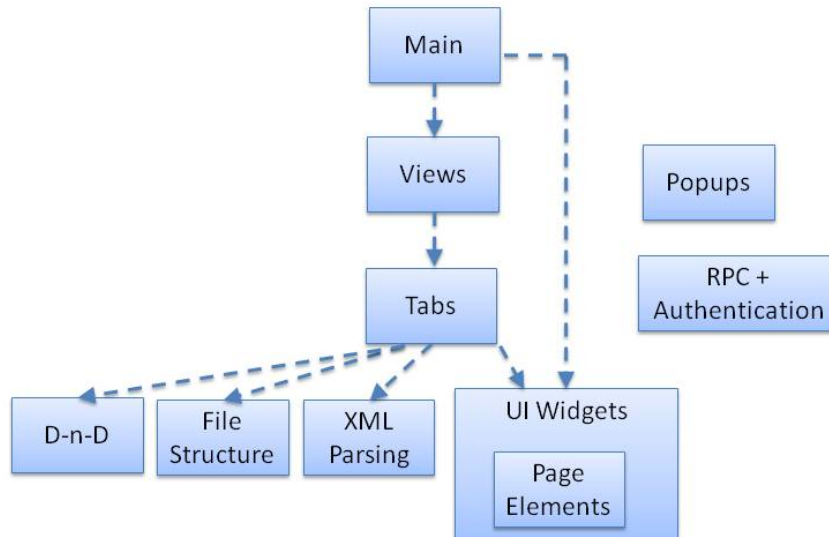 Main
Views
Popups
Tabs
RPC +
Authentication
D-n-D
File
Structure
XML
Parsing
UI Widgets
Page
Elements